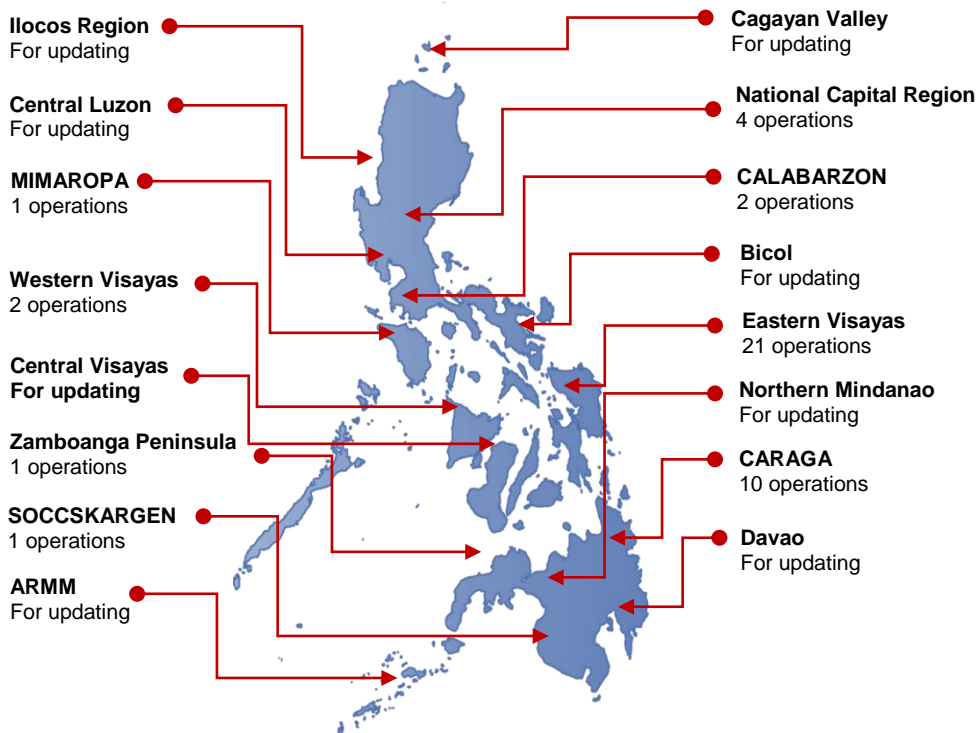 Ilocos Region
For updating
Central Luzon
For updating
MIMAROPA
1 operations
Western Visayas
2 operations
Central Visayas
For updating
Zamboanga Peninsula
1 operations
SOCCSKARGEN
1 operations
ARMM
For updating
Cagayan Valley
For updating
National Capital Region
4 operations
CALABARZON
2 operations
Bicol
For updating
Eastern Visayas
21 operations
Northern Mindanao
For updating
CARAGA
10 operations
Davao
For updating